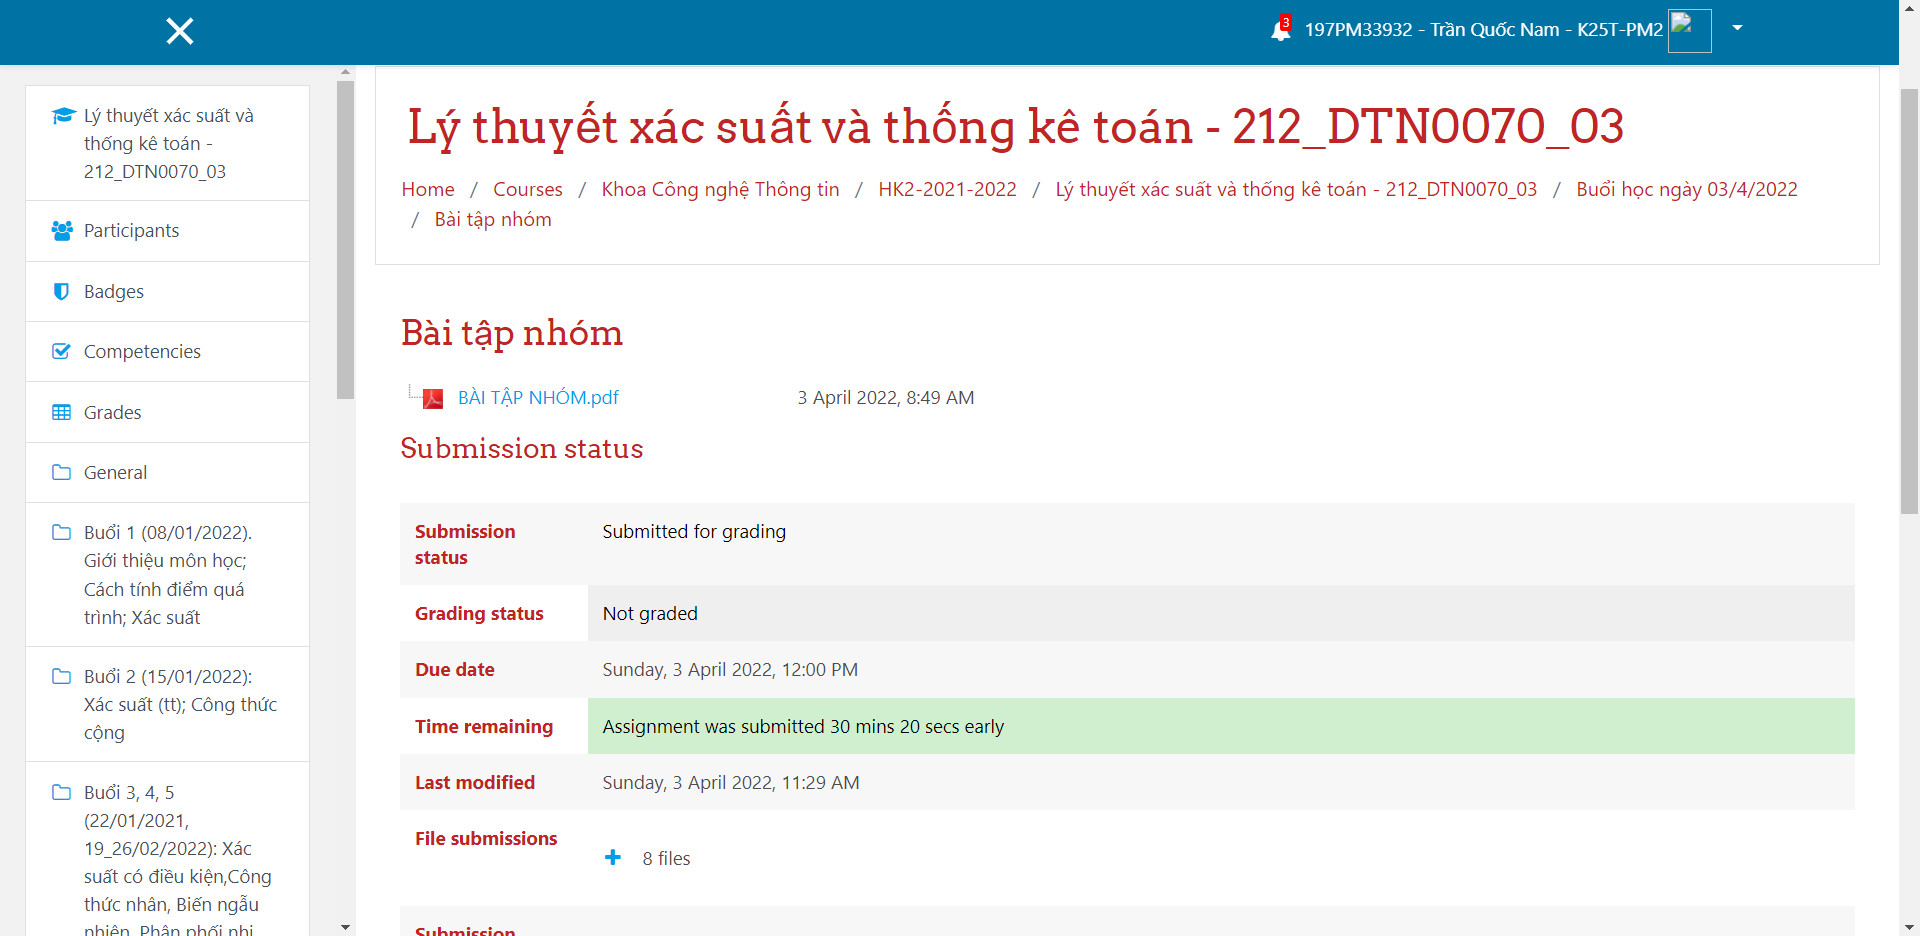 3
197PM33932 - Trần Quốc Nam - K25T-PM2
Lý thuyết xác suất và
thống kê toán -
212_DTN0070_03
Participants
Badges
Competencies
Grades
General
Buổi 1 (08/01/2022).
Giới thiệu môn học;
Cách tính điểm quá
trình; Xác suất
Buổi 2 (15/01/2022):
Xác suất (tt); Công thức
cộng
Buổi 3, 4, 5
(22/01/2021,
19_26/02/2022): Xác
suất có điều kiện,Công
thức nhân, Biến ngẫu
nhiên, Phân phối nhị
Lý thuyết xác suất và thống kê toán - 212_DTN0070_03
Home / Courses / Khoa Công nghệ Thông tin / HK2-2021-2022 / Lý thuyết xác suất và thống kê toán - 212_DTN0070_03 / Buổi học ngày 03/4/2022
/ Bài tập nhóm
Bài tập nhóm
BÀI TẬP NHÓM.pdf 3 April 2022, 8:49 AM
Submission status
Submission Submitted for grading
status
Grading status Not graded
Due date Sunday, 3 April 2022, 12:00 PM
Time remaining Assignment was submitted 30 mins 20 secs early
Last modified Sunday, 3 April 2022, 11:29 AM
File submissions
8 files
Submission